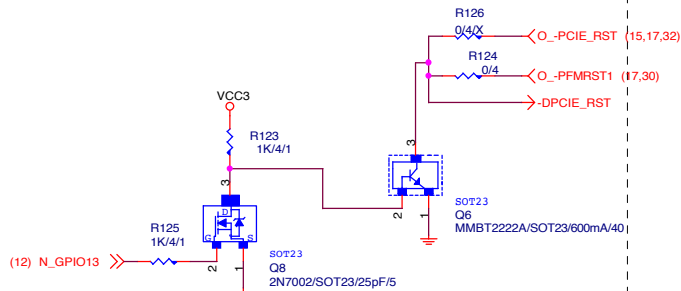 R126
0/4/X
O_-PCIE_RST (15,17,32)
R124
0/4
O_-PFMRST1 (17,30)
-DPCIE_RST
VCC3
R123
1K/4/1
3
3
D
G
S
2
1
SOT23
Q6
MMBT2222A/SOT23/600mA/40
2
1
R125
1K/4/1
(12) N_GPIO13
SOT23
Q8
2N7002/SOT23/25pF/5